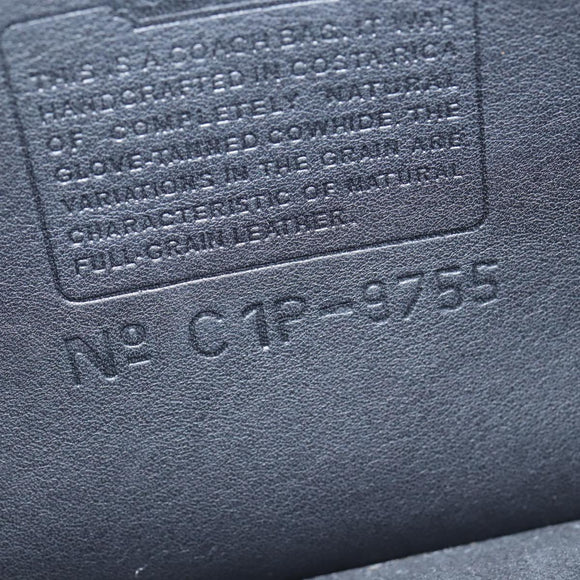 THIS IS A COACH BAG. IT WAS
HANDCRAFTED IN COSTA RICA
OF COMPLETELY NATURAL
GLOVE-TANNED COWHIDE. THE
VARIATIONS IN THE GRAIN ARE
CHARACTERISTIC OF NATURAL
FULL-GRAIN LEATHER.
Nº C1P-9755